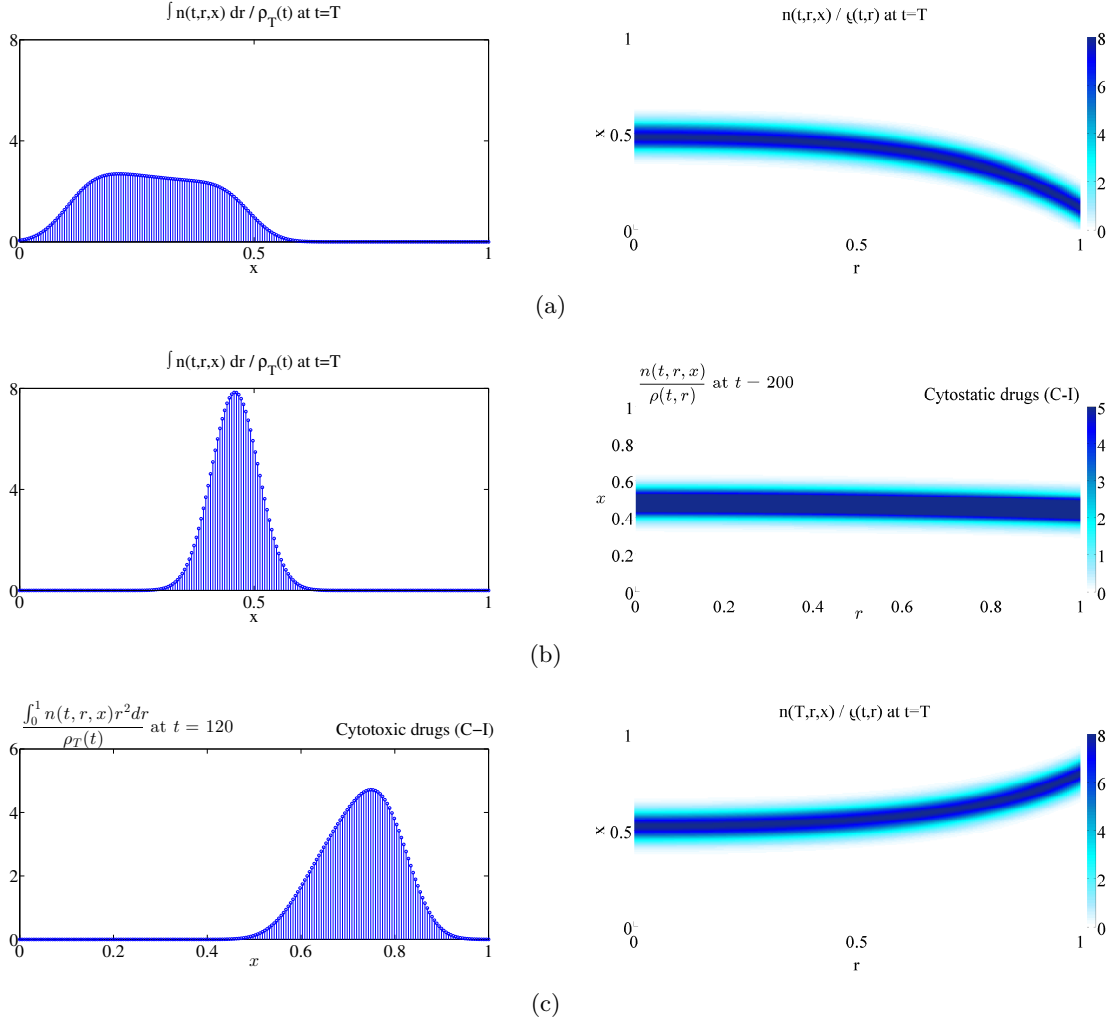 ∫ n(t,r,x) dr / ρ_T(t) at t=T
8
4
0
0
0.5
1
x
n(t,r,x) / ϱ(t,r) at t=T
1
x
0.5
0
0
0.5
1
r
8
6
4
2
0
(a)
∫ n(t,r,x) dr / ρ_T(t) at t=T
8
4
0
0
0.5
1
x
n(t, r, x)
ρ(t, r)
at t − 200
Cytostatic drugs (C-I)
1
0.8
0.6
x
0.4
0.2
0
0
0.2
0.4
0.6
0.8
1
r
5
4
3
2
1
0
(b)
∫₀¹ n(t, r, x)r²dr
ρ_T(t)
at t = 120
Cytotoxic drugs (C−I)
6
4
2
0
0
0.2
0.4
0.6
0.8
1
x
n(T,r,x) / ϱ(t,r) at t=T
1
x
0.5
0
0
0.5
1
r
8
6
4
2
0
(c)